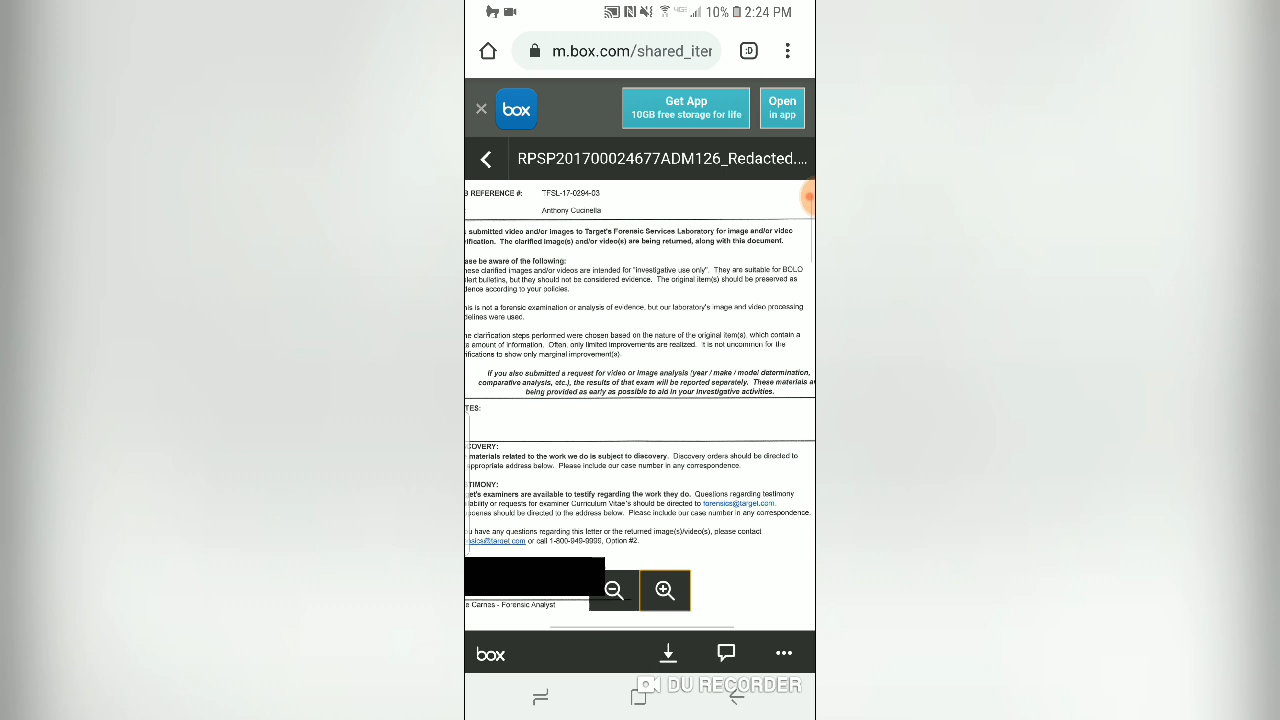 10% 2:24 PM
m.box.com/shared_iter
:D
box
Get App
10GB free storage for life
Open
in app
RPSP201700024677ADM126_Redacted....
B REFERENCE #: TFSL-17-0294-03
Anthony Cucinella
submitted video and/or images to Target's Forensic Services Laboratory for image and/or video
The clarified image(s) and/or video(s) are being returned, along with this document.
be aware of the following:
clarified images and/or videos are intended for "investigative use only". They are suitable for BOLO
bulletins, but they should not be considered evidence. The original item(s) should be preserved as
according to your policies.
is not a forensic examination or analysis of evidence, but our laboratory's image and video processing
were used.
clarification steps performed were chosen based on the nature of the original item(s), which contain a
amount of information. Often, only limited improvements are realized. It is not uncommon for the
to show only marginal improvement(s).
If you also submitted a request for video or image analysis (year / make / model determination,
comparative analysis, etc.), the results of that exam will be reported separately. These materials
being provided as early as possible to aid in your investigative activities.
TES:
COVERY:
materials related to the work we do is subject to discovery. Discovery orders should be directed to
appropriate address below. Please include our case number in any correspondence.
TIMONY:
get's examiners are available to testify regarding the work they do. Questions regarding testimony
or requests for examiner Curriculum Vitae's should be directed to forensics@target.com.
should be directed to the address below. Please include our case number in any correspondence.
have any questions regarding this letter or the returned image(s)/video(s), please contact
sics@target.com or call 1-800-949-9999, Option #2.
e Carnes - Forensic Analyst
box
DU RECORDER